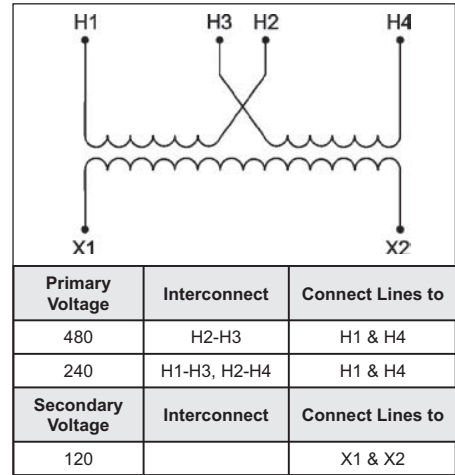 H1 H3 H2 H4
X1 X2
Primary Voltage Interconnect Connect Lines to
480 H2-H3 H1 & H4
240 H1-H3, H2-H4 H1 & H4
Secondary Voltage Interconnect Connect Lines to
120 X1 & X2